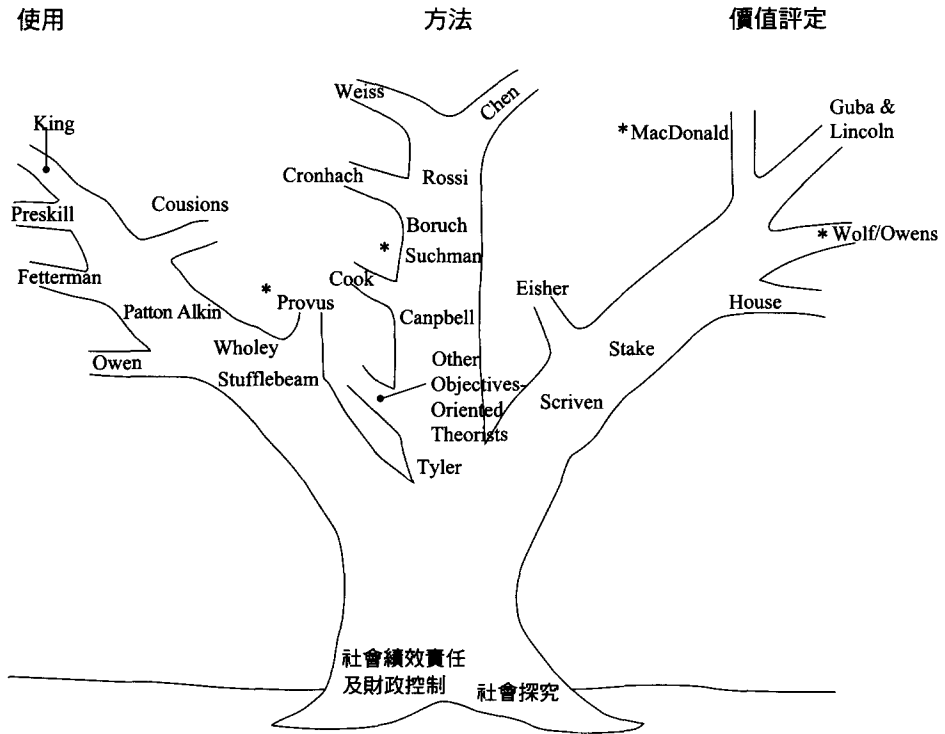 使用
方法
價值評定
Weiss
Chen
King
*MacDonald
Guba &
Lincoln
Cronhach
Rossi
Preskill
Cousions
Boruch
*
Suchman
* Wolf/Owens
Fetterman
Cook
Eisher
*
Provus
Patton Alkin
Canpbell
House
Wholey
Stake
Owen
Stufflebeam
Other
Objectives-
Oriented
Theorists
Scriven
Tyler
社會績效責任
及財政控制
社會探究